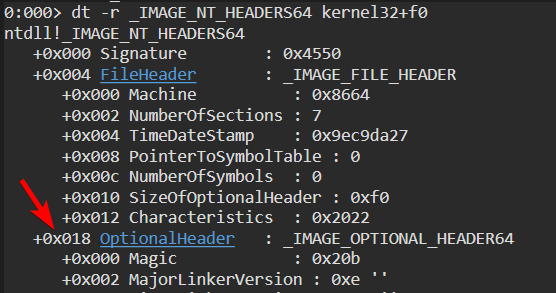 0:000> dt -r _IMAGE_NT_HEADERS64 kernel32+f0
ntdll!_IMAGE_NT_HEADERS64
   +0x000 Signature        : 0x4550
   +0x004 FileHeader       : _IMAGE_FILE_HEADER
      +0x000 Machine          : 0x8664
      +0x002 NumberOfSections : 7
      +0x004 TimeDateStamp    : 0x9ec9da27
      +0x008 PointerToSymbolTable : 0
      +0x00c NumberOfSymbols  : 0
      +0x010 SizeOfOptionalHeader : 0xf0
      +0x012 Characteristics  : 0x2022
   +0x018 OptionalHeader   : _IMAGE_OPTIONAL_HEADER64
      +0x000 Magic            : 0x20b
      +0x002 MajorLinkerVersion : 0xe ''